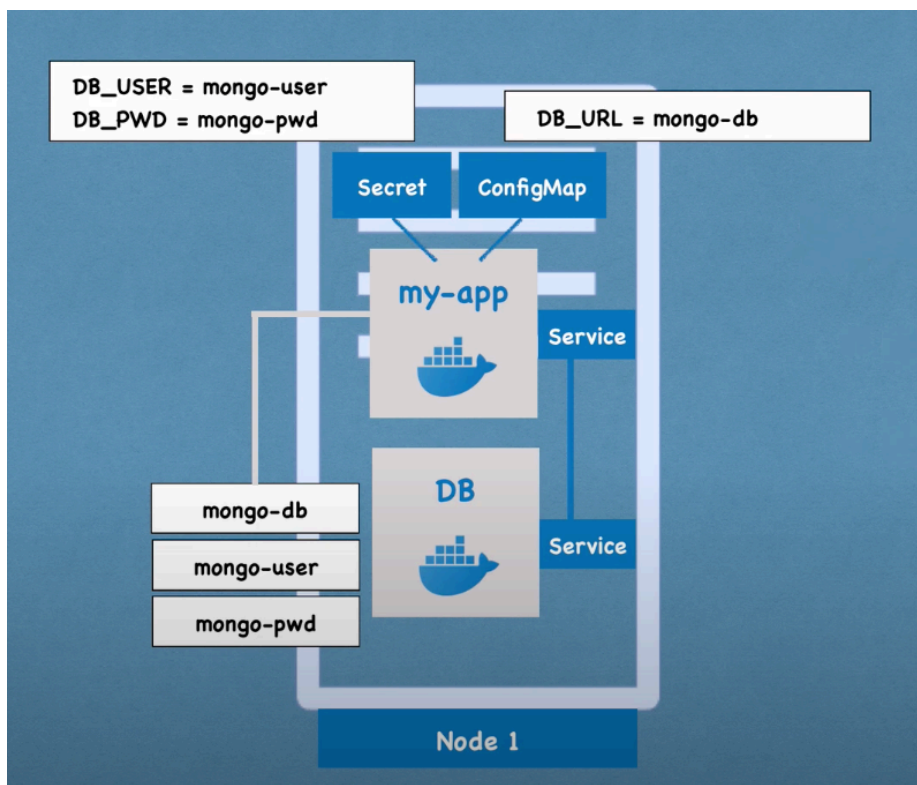 DB_USER = mongo-user
DB_PWD = mongo-pwd
DB_URL = mongo-db
Secret
ConfigMap
my-app
Service
DB
Service
mongo-db
mongo-user
mongo-pwd
Node 1